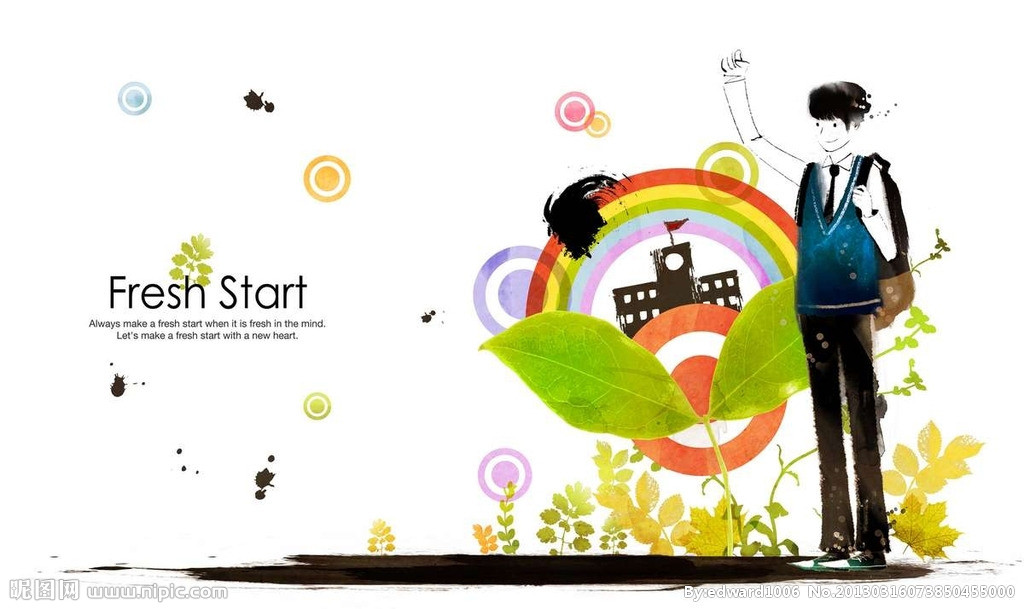 Fresh Start
Always make a fresh start when it is fresh in the mind.
Let's make a fresh start with a new heart.
昵图网 www.nipic.com
By:edward1006 No.20130316073850455000